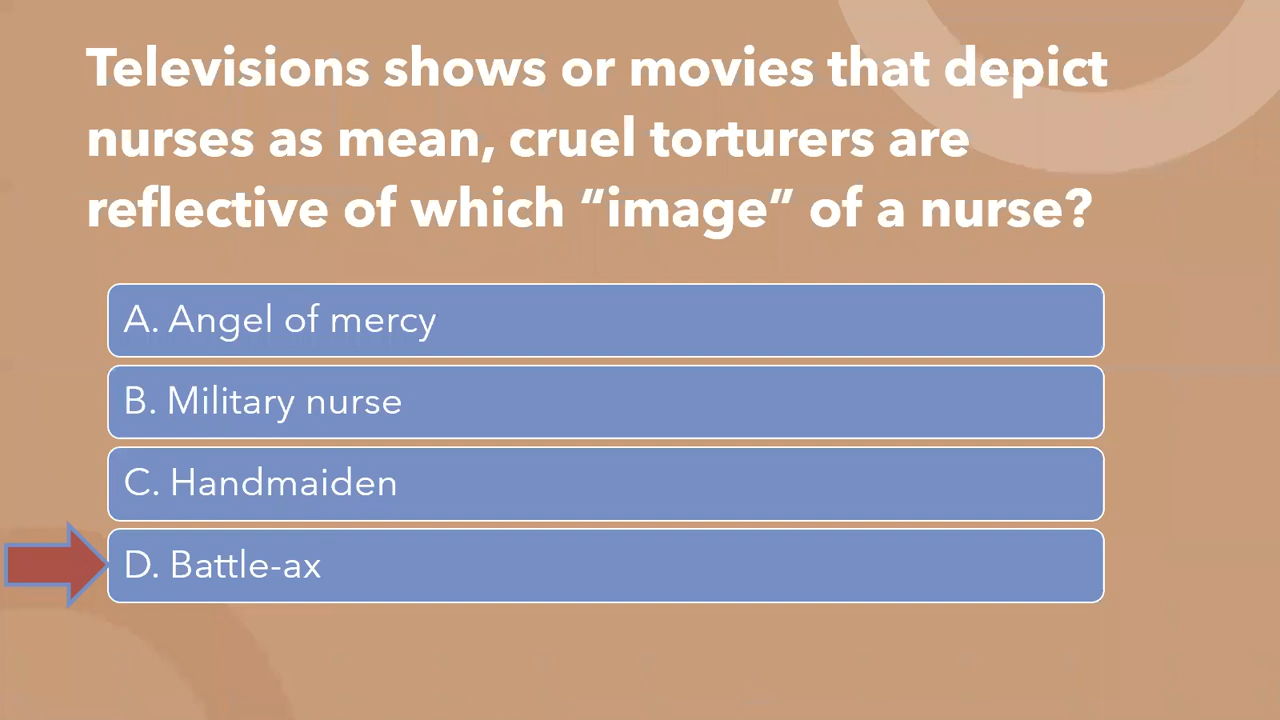 Televisions shows or movies that depict
nurses as mean, cruel torturers are
reflective of which “image” of a nurse?
A. Angel of mercy
B. Military nurse
C. Handmaiden
D. Battle-ax